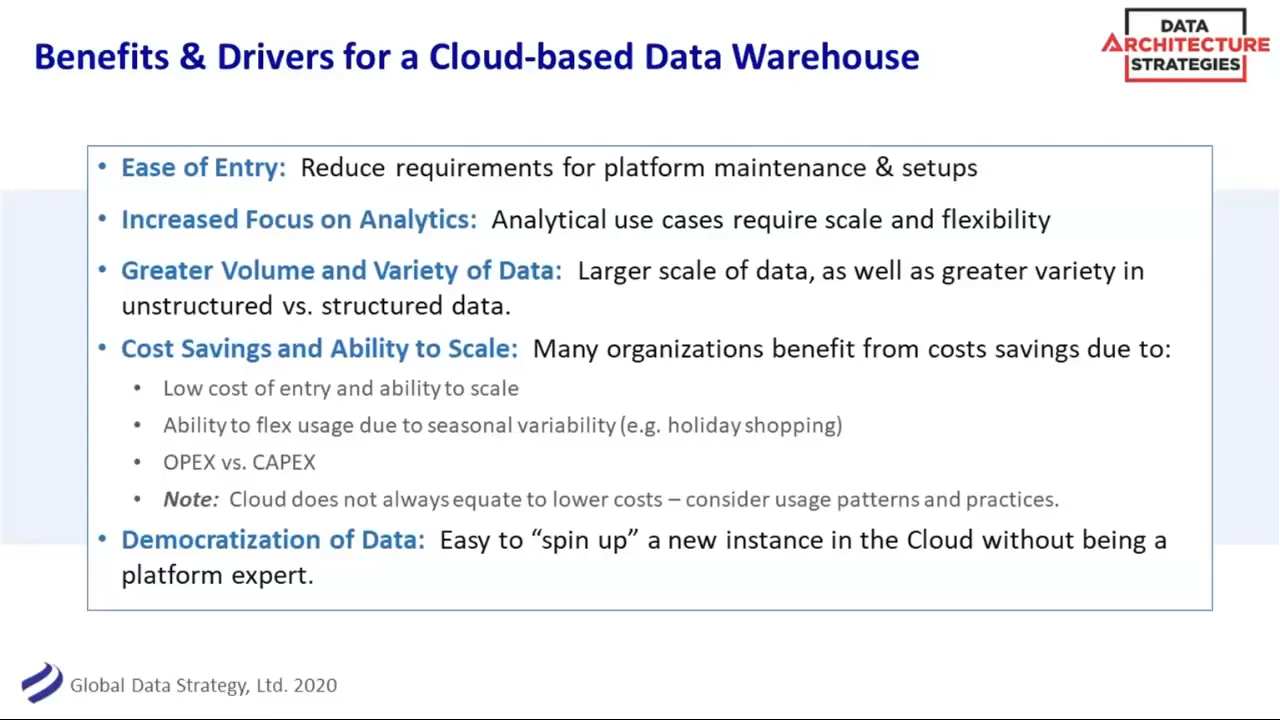 Benefits & Drivers for a Cloud-based Data Warehouse
DATA
ARCHITECTURE
STRATEGIES
• Ease of Entry: Reduce requirements for platform maintenance & setups
• Increased Focus on Analytics: Analytical use cases require scale and flexibility
• Greater Volume and Variety of Data: Larger scale of data, as well as greater variety in
unstructured vs. structured data.
• Cost Savings and Ability to Scale: Many organizations benefit from costs savings due to:
• Low cost of entry and ability to scale
• Ability to flex usage due to seasonal variability (e.g. holiday shopping)
• OPEX vs. CAPEX
• Note: Cloud does not always equate to lower costs – consider usage patterns and practices.
• Democratization of Data: Easy to “spin up” a new instance in the Cloud without being a
platform expert.
Global Data Strategy, Ltd. 2020